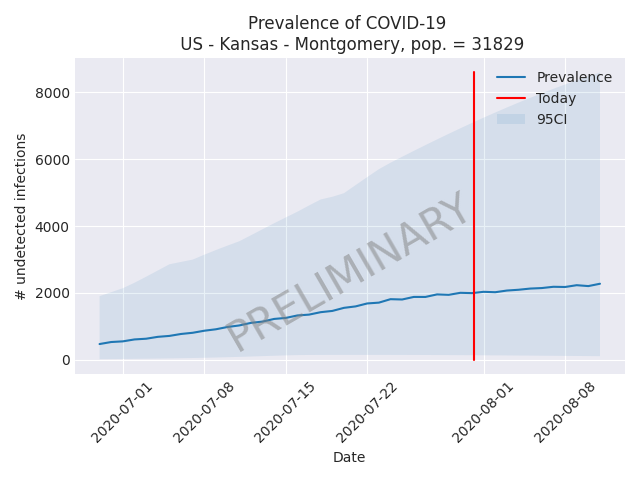 Prevalence of COVID-19
US - Kansas - Montgomery, pop. = 31829
Prevalence
Today
95CI
8000
6000
4000
2000
0
# undetected infections
PRELIMINARY
2020-07-01
2020-07-08
2020-07-15
2020-07-22
2020-08-01
2020-08-08
Date